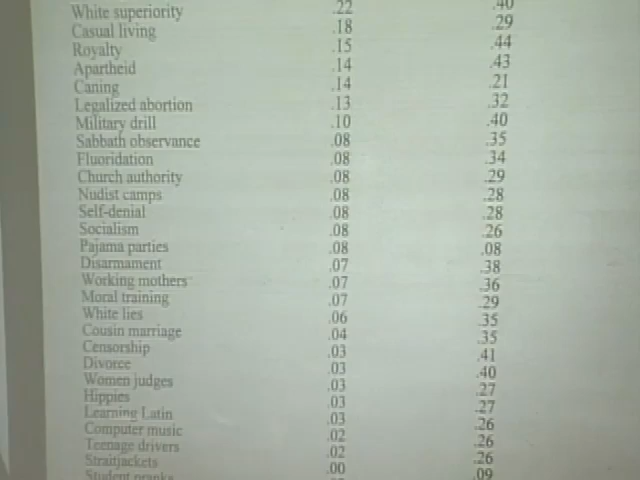 White superiority .22 .40
Casual living .18 .29
Royalty .15 .44
Apartheid .14 .43
Caning .14 .21
Legalized abortion .13 .32
Military drill .10 .40
Sabbath observance .08 .35
Fluoridation .08 .34
Church authority .08 .29
Nudist camps .08 .28
Self-denial .08 .28
Socialism .08 .26
Pajama parties .08 .08
Disarmament .07 .38
Working mothers .07 .36
Moral training .07 .29
White lies .06 .35
Cousin marriage .04 .35
Censorship .03 .41
Divorce .03 .40
Women judges .03 .27
Hippies .03 .27
Learning Latin .03 .26
Computer music .02 .26
Teenage drivers .02 .26
Straitjackets .00 .09
Student pranks